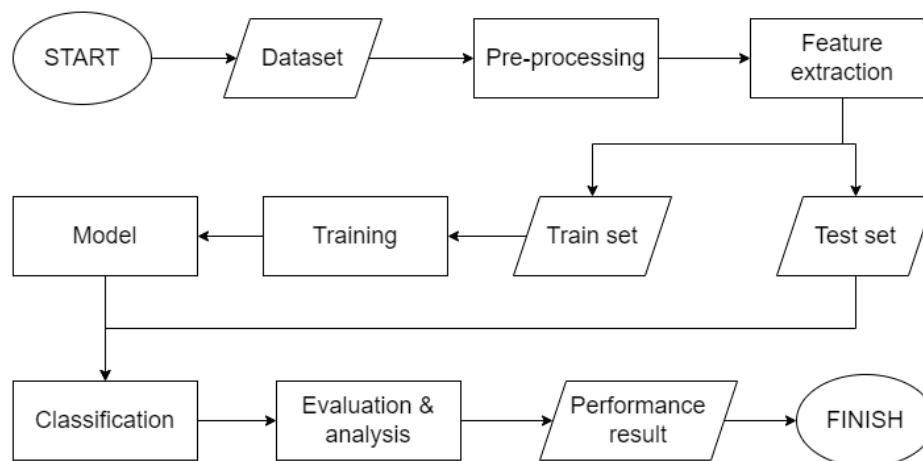 START
Dataset
Pre-processing
Feature
extraction
Model
Training
Train set
Test set
Classification
Evaluation &
analysis
Performance
result
FINISH